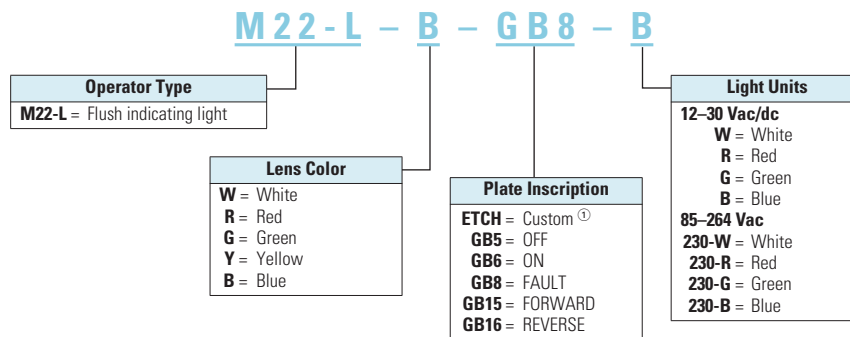 M22-L – B – GB8 – B
Operator Type
M22-L = Flush indicating light
Lens Color
W = White
R = Red
G = Green
Y = Yellow
B = Blue
Plate Inscription
ETCH = Custom ①
GB5 = OFF
GB6 = ON
GB8 = FAULT
GB15 = FORWARD
GB16 = REVERSE
Light Units
12–30 Vac/dc
W = White
R = Red
G = Green
B = Blue
85–264 Vac
230-W = White
230-R = Red
230-G = Green
230-B = Blue